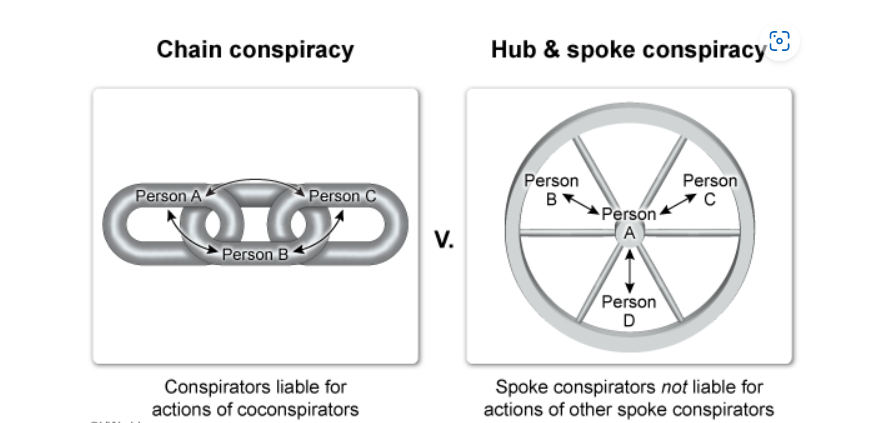 Chain conspiracy
Person A
Person C
Person B
Conspirators liable for
actions of coconspirators
V.
Hub & spoke conspiracy
Person
B
Person
C
Person
A
Person
D
Spoke conspirators not liable for
actions of other spoke conspirators